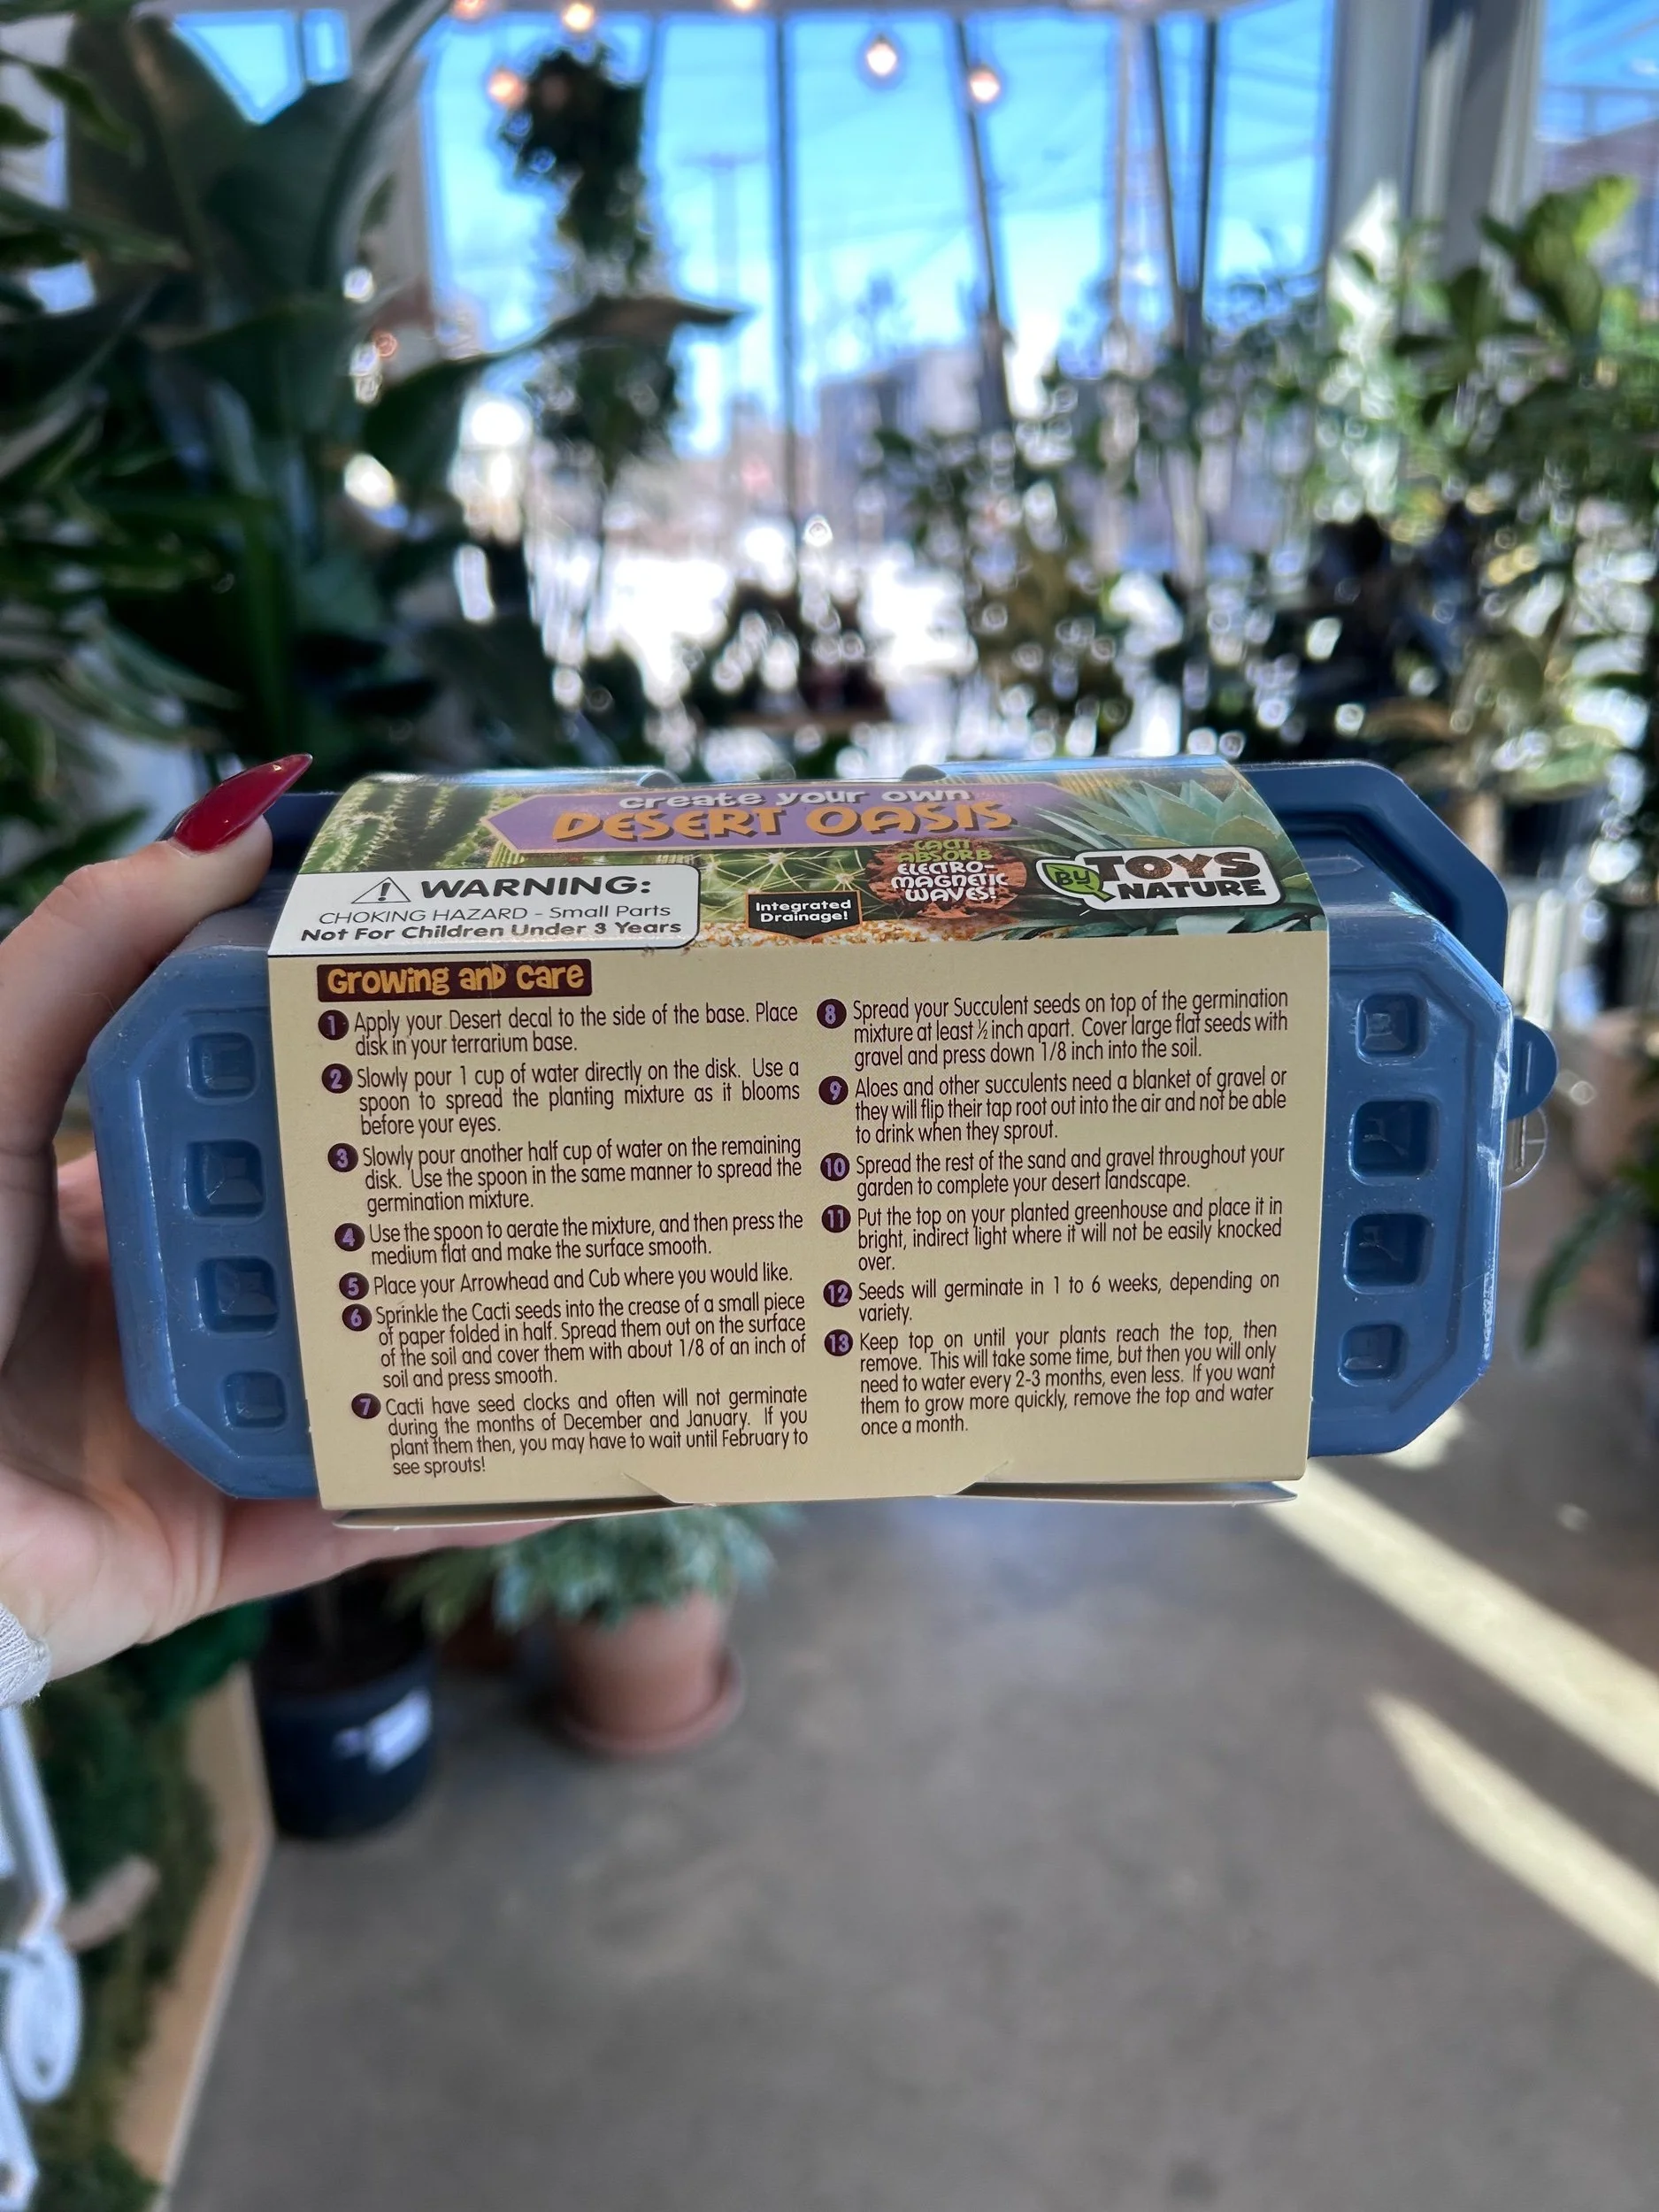 create your own
DESERT OASIS
CACTI
ABSORB
ELECTRO-
MAGNETIC
WAVES!
BY TOYS
NATURE
Integrated
Drainage!
WARNING:
CHOKING HAZARD - Small Parts
Not For Children Under 3 Years
Growing and Care
1 Apply your Desert decal to the side of the base. Place
disk in your terrarium base.
2 Slowly pour 1 cup of water directly on the disk. Use a
spoon to spread the planting mixture as it blooms
before your eyes.
3 Slowly pour another half cup of water on the remaining
disk. Use the spoon in the same manner to spread the
germination mixture.
4 Use the spoon to aerate the mixture, and then press the
medium flat and make the surface smooth.
5 Place your Arrowhead and Cub where you would like.
6 Sprinkle the Cacti seeds into the crease of a small piece
of paper folded in half. Spread them out on the surface
of the soil and cover them with about 1/8 of an inch of
soil and press smooth.
7 Cacti have seed clocks and often will not germinate
during the months of December and January. If you
plant them then, you may have to wait until February to
see sprouts!
8 Spread your Succulent seeds on top of the germination
mixture at least ½ inch apart. Cover large flat seeds with
gravel and press down 1/8 inch into the soil.
9 Aloes and other succulents need a blanket of gravel or
they will flip their tap root out into the air and not be able
to drink when they sprout.
10 Spread the rest of the sand and gravel throughout your
garden to complete your desert landscape.
11 Put the top on your planted greenhouse and place it in
bright, indirect light where it will not be easily knocked
over.
12 Seeds will germinate in 1 to 6 weeks, depending on
variety.
13 Keep top on until your plants reach the top, then
remove. This will take some time, but then you will only
need to water every 2-3 months, even less. If you want
them to grow more quickly, remove the top and water
once a month.